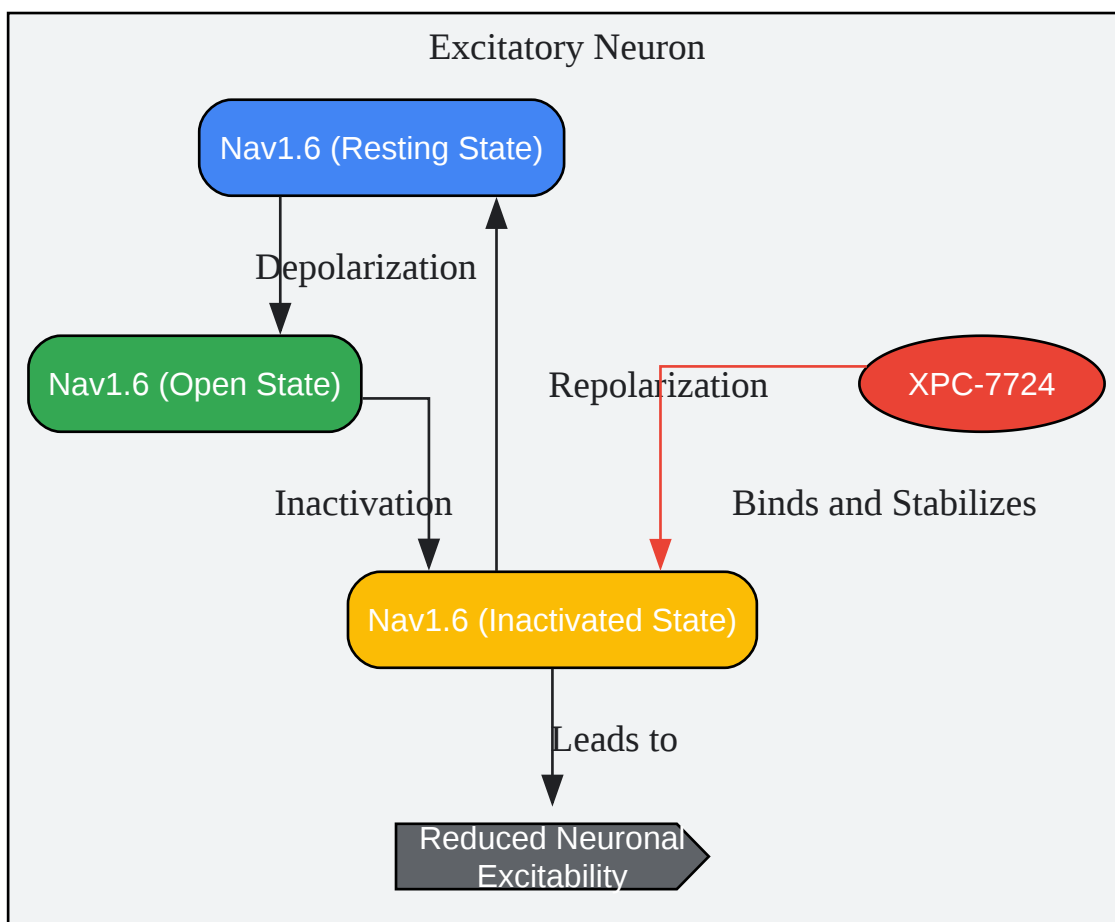 Excitatory Neuron
Nav1.6 (Resting State)
Depolarization
Nav1.6 (Open State)
Repolarization
XPC-7724
Inactivation
Binds and Stabilizes
Nav1.6 (Inactivated State)
Leads to
Reduced Neuronal
Excitability